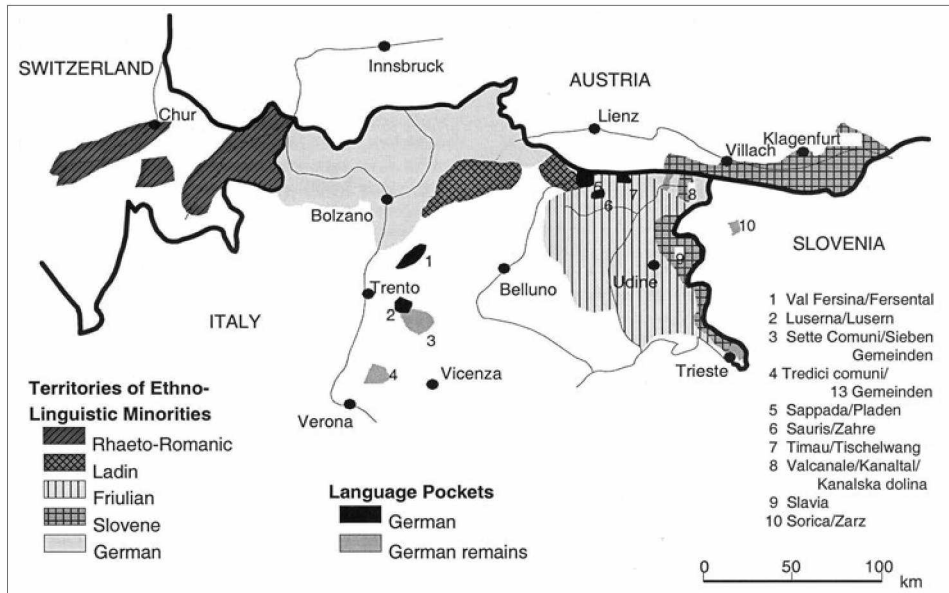 SWITZERLAND
Innsbruck
AUSTRIA
Chur
Lienz
Klagenfurt
Villach
Bolzano
5
7
8
6
10
SLOVENIA
1
Belluno
Udine
9
Trento
ITALY
2
3
Trieste
4
Vicenza
Verona
1 Val Fersina/Fersental
2 Luserna/Lusern
3 Sette Comuni/Sieben
Gemeinden
4 Tredici comuni/
13 Gemeinden
5 Sappada/Pladen
6 Sauris/Zahre
7 Timau/Tischelwang
8 Valcanale/Kanaltal/
Kanalska dolina
9 Slavia
10 Sorica/Zarz
Territories of Ethno-
Linguistic Minorities
Rhaeto-Romanic
Ladin
Friulian
Slovene
German
Language Pockets
German
German remains
0 50 100
km